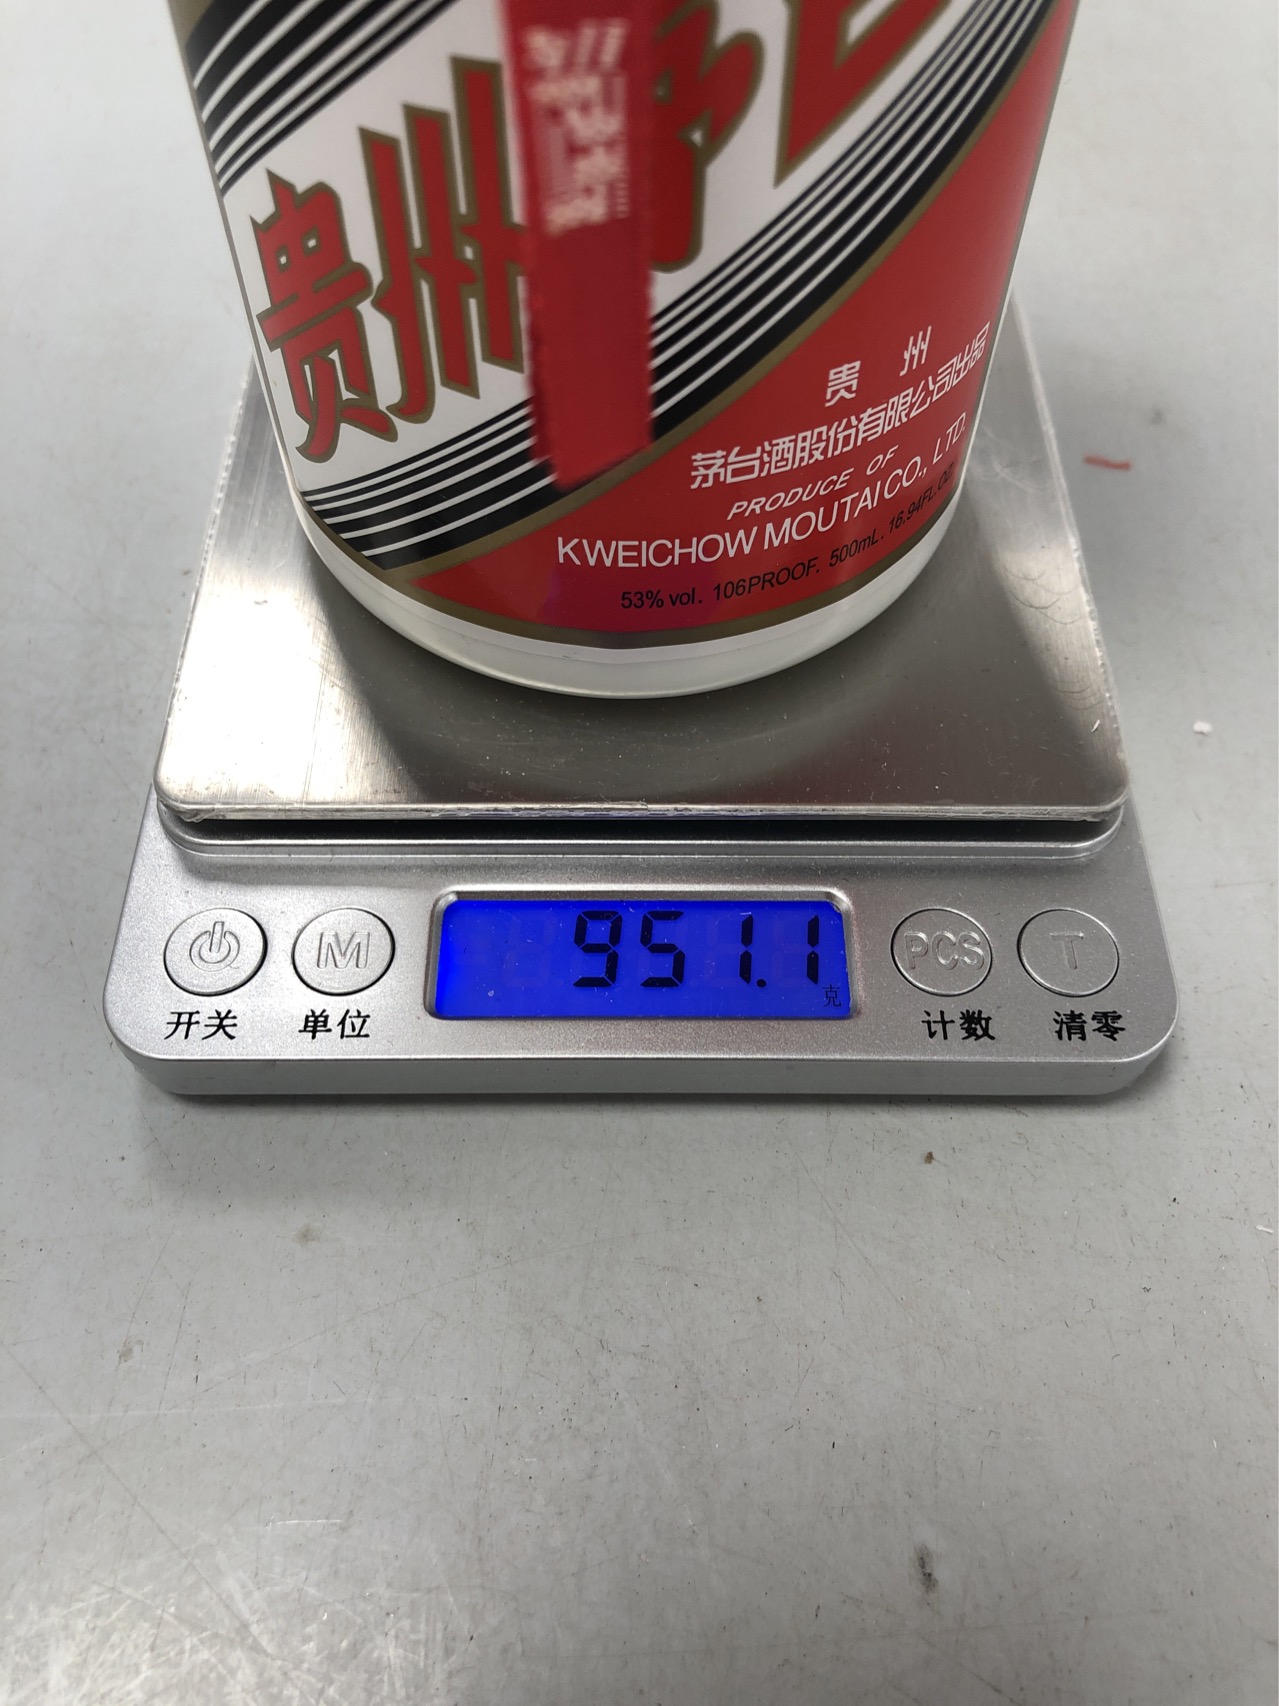 贵州茅
贵 州
茅台酒股份有限公司出品
PRODUCE OF
KWEICHOW MOUTAI CO., LTD.
53% vol. 106PROOF. 500mL. 16.94FL.OZ
951.1
克
M PCS T
开关 单位 计数 清零